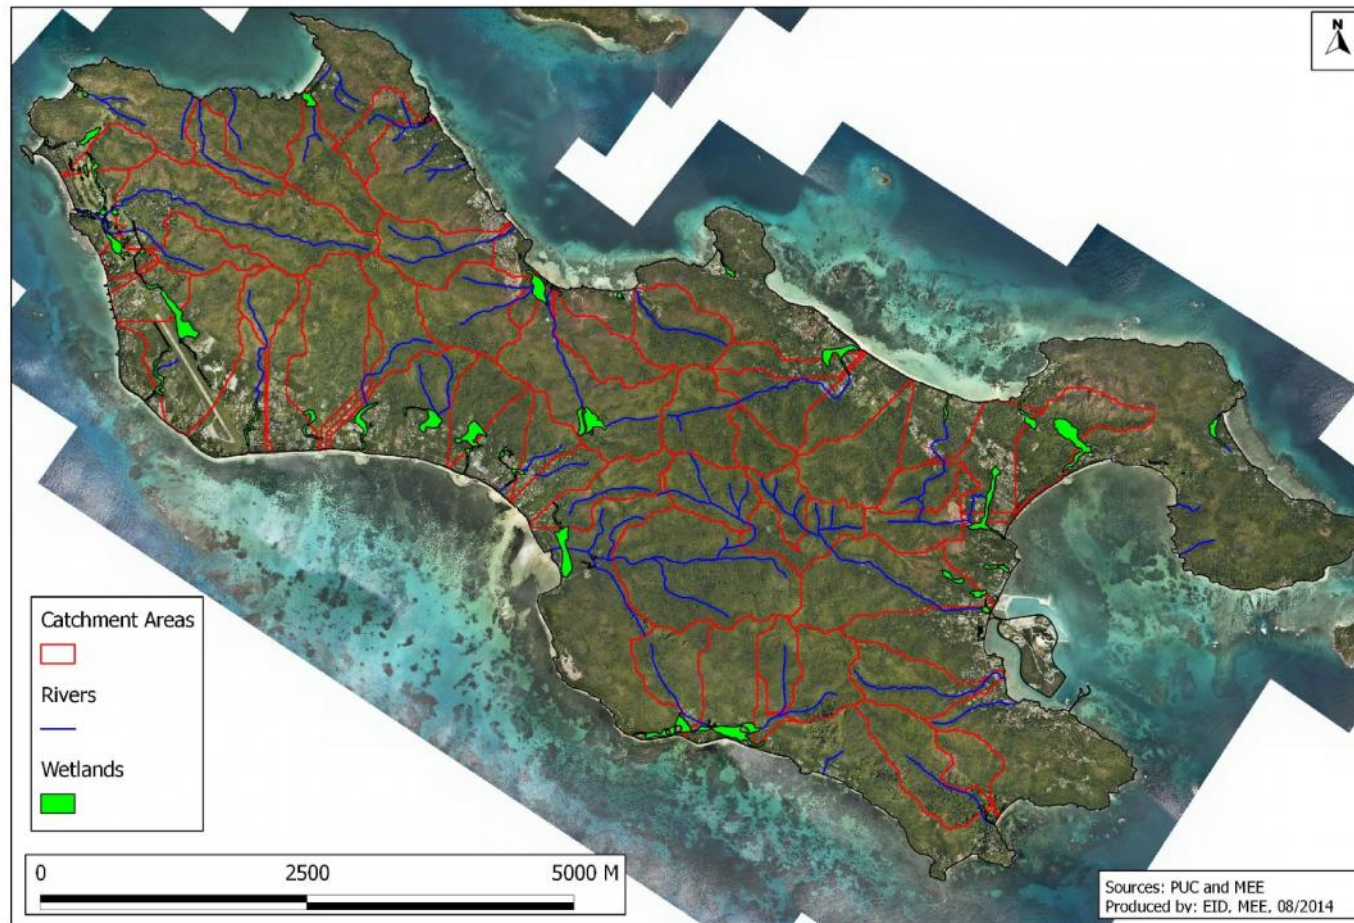 N
Catchment Areas
Rivers
Wetlands
0 2500 5000 M
Sources: PUC and MEE
Produced by: EID, MEE, 08/2014